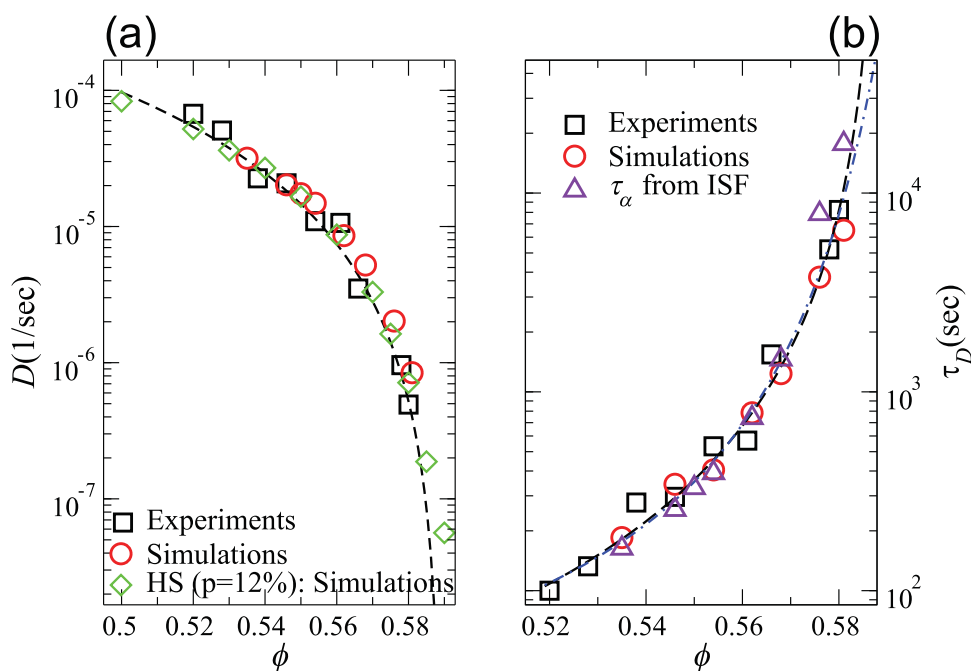 (a)
10^-4
10^-5
10^-6
10^-7
D(1/sec)
Experiments
Simulations
HS (p=12%): Simulations
0.5 0.52 0.54 0.56 0.58
ϕ
(b)
Experiments
Simulations
τ_α from ISF
10^4
10^3
10^2
τ_D(sec)
0.52 0.54 0.56 0.58
ϕ